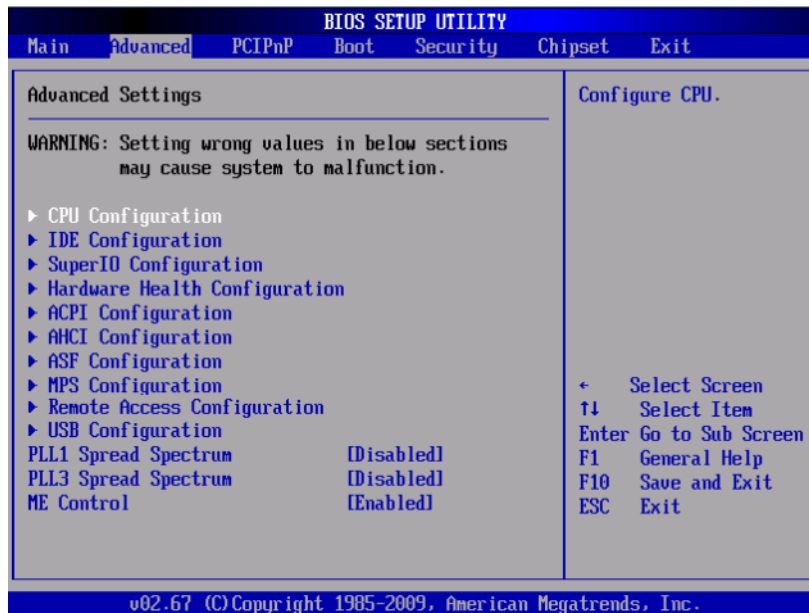 BIOS SETUP UTILITY
Main Advanced PCIPnP Boot Security Chipset Exit
Advanced Settings
WARNING: Setting wrong values in below sections
may cause system to malfunction.
▶ CPU Configuration
▶ IDE Configuration
▶ SuperIO Configuration
▶ Hardware Health Configuration
▶ ACPI Configuration
▶ AHCI Configuration
▶ ASF Configuration
▶ MPS Configuration
▶ Remote Access Configuration
▶ USB Configuration
PLL1 Spread Spectrum [Disabled]
PLL3 Spread Spectrum [Disabled]
ME Control [Enabled]
Configure CPU.
← Select Screen
↑↓ Select Item
Enter Go to Sub Screen
F1 General Help
F10 Save and Exit
ESC Exit
v02.67 (C)Copyright 1985-2009, American Megatrends, Inc.